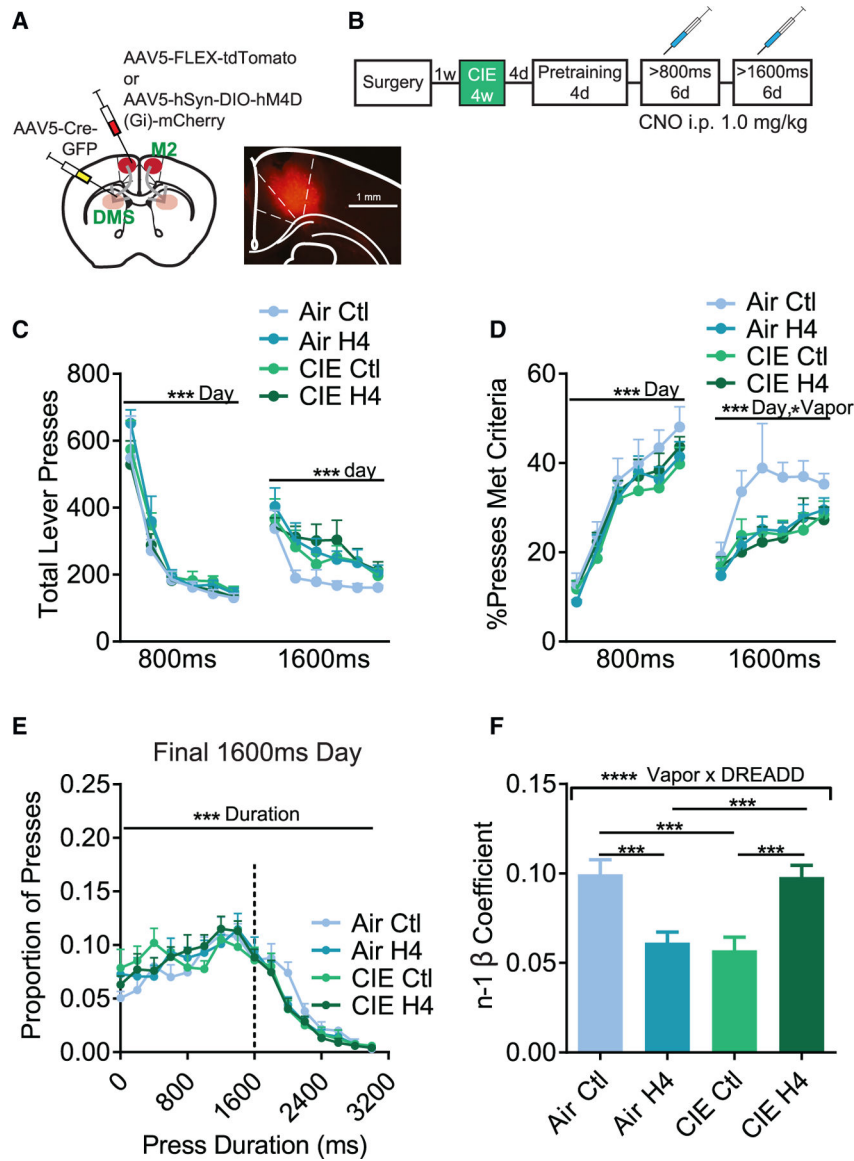 A
AAV5-FLEX-tdTomato
or
AAV5-hSyn-DIO-hM4D
(Gi)-mCherry
AAV5-Cre-
GFP
M2
DMS
1 mm
B
Surgery
1w
CIE
4w
4d
Pretraining
4d
>800ms
6d
>1600ms
6d
CNO i.p. 1.0 mg/kg
C
Air Ctl
Air H4
CIE Ctl
CIE H4
*** Day
*** day
Total Lever Presses
800
600
400
200
0
800ms
1600ms
D
Air Ctl
Air H4
CIE Ctl
CIE H4
*** Day
***Day,*Vapor
%Presses Met Criteria
60
40
20
0
800ms
1600ms
E
Final 1600ms Day
*** Duration
Air Ctl
Air H4
CIE Ctl
CIE H4
Proportion of Presses
0.25
0.20
0.15
0.10
0.05
0.00
0
800
1600
2400
3200
Press Duration (ms)
F
**** Vapor x DREADD
***
***
***
***
n-1 β Coefficient
0.15
0.10
0.05
0.00
Air Ctl
Air H4
CIE Ctl
CIE H4